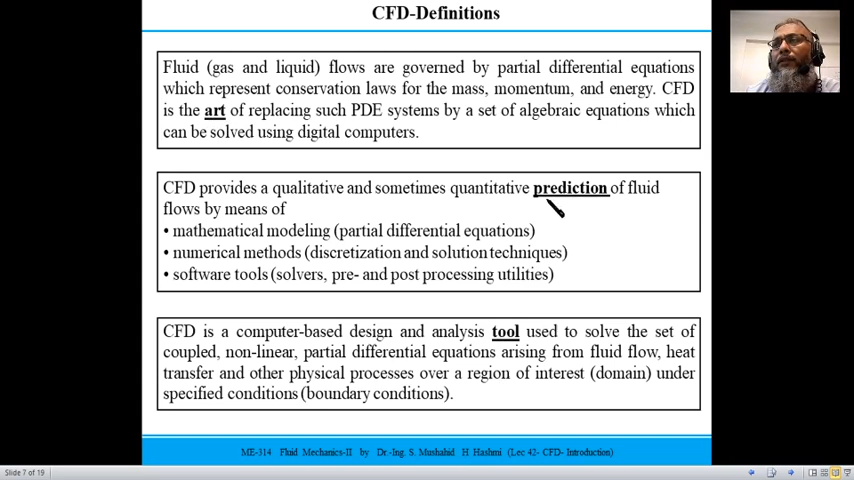 CFD-Definitions
Fluid (gas and liquid) flows are governed by partial differential equations
which represent conservation laws for the mass, momentum, and energy. CFD
is the art of replacing such PDE systems by a set of algebraic equations which
can be solved using digital computers.
CFD provides a qualitative and sometimes quantitative prediction of fluid
flows by means of
• mathematical modeling (partial differential equations)
• numerical methods (discretization and solution techniques)
• software tools (solvers, pre- and post processing utilities)
CFD is a computer-based design and analysis tool used to solve the set of
coupled, non-linear, partial differential equations arising from fluid flow, heat
transfer and other physical processes over a region of interest (domain) under
specified conditions (boundary conditions).
ME-314 Fluid Mechanics-II by Dr.-Ing. S. Mushahid H Hashmi (Lec 42- CFD- Introduction)
Slide 7 of 19